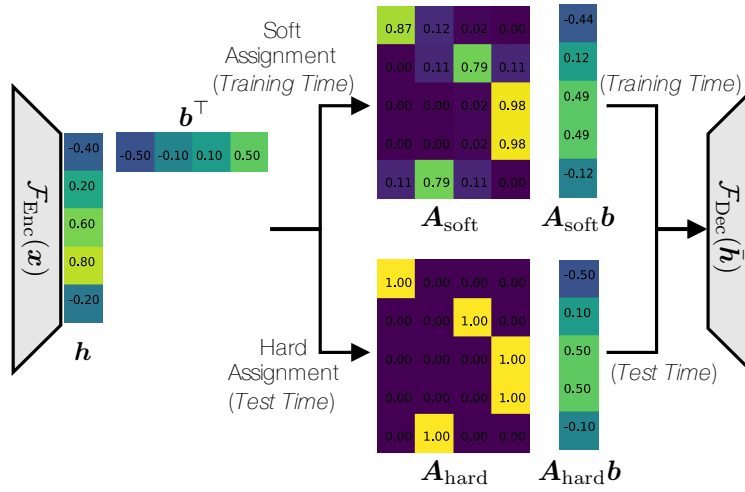 Soft
Assignment
(Training Time)
0.87 0.12 0.02 0.00
0.00 0.11 0.79 0.11
0.00 0.00 0.02 0.98
0.00 0.00 0.02 0.98
0.11 0.79 0.11 0.00
A_soft
-0.44
0.12
0.49
0.49
-0.12
A_soft b
(Training Time)
F_Enc(x)
-0.40
0.20
0.60
0.80
-0.20
h
b^⊤
-0.50 -0.10 0.10 0.50
F_Dec(h̄)
Hard
Assignment
(Test Time)
1.00 0.00 0.00 0.00
0.00 0.00 1.00 0.00
0.00 0.00 0.00 1.00
0.00 0.00 0.00 1.00
0.00 1.00 0.00 0.00
A_hard
-0.50
0.10
0.50
0.50
-0.10
A_hard b
(Test Time)